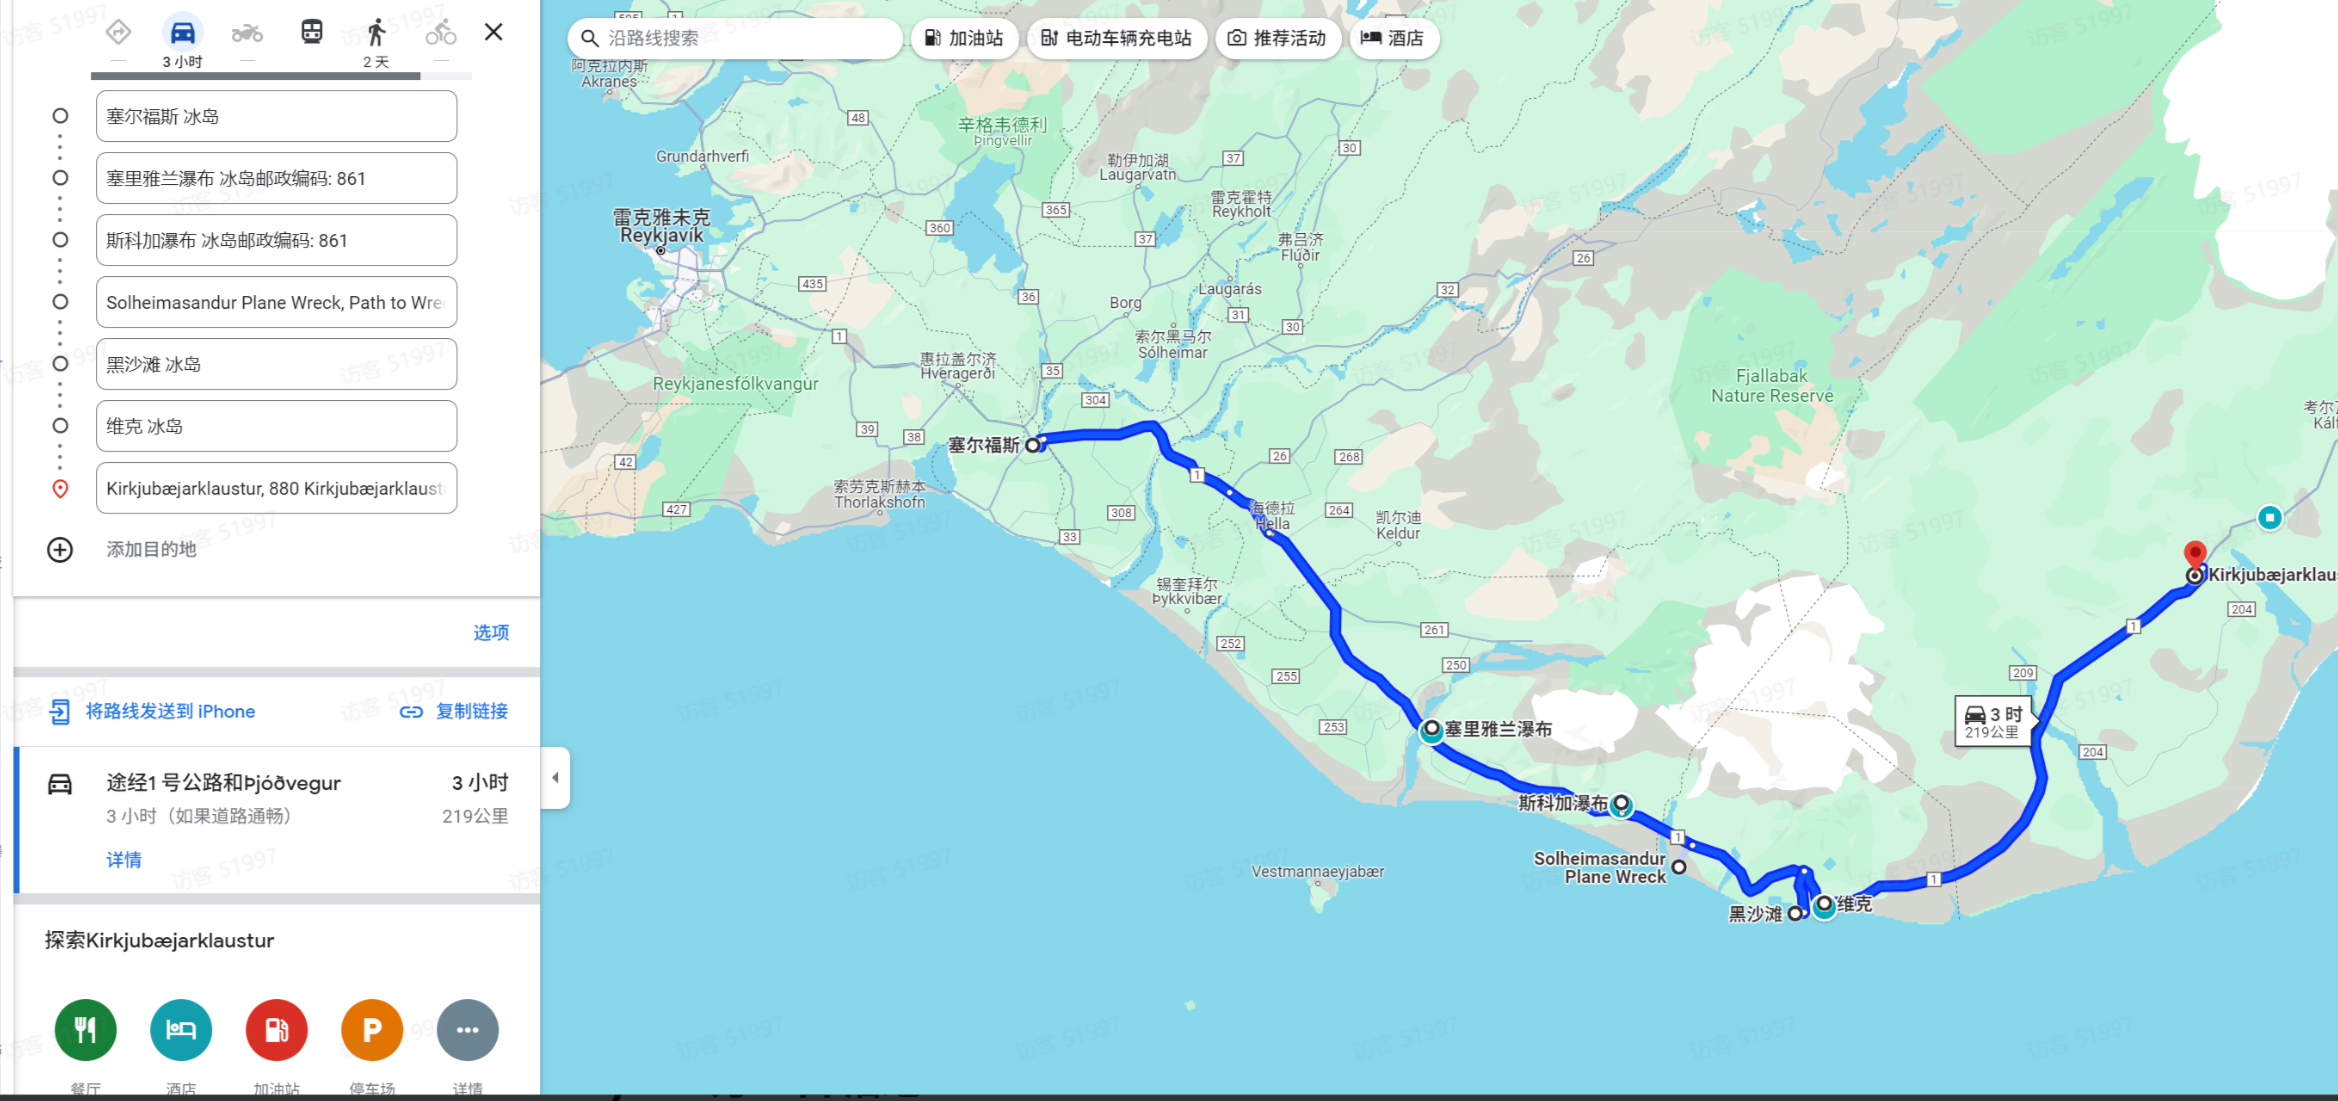 3 小时
2 天
塞尔福斯 冰岛
塞里雅兰瀑布 冰岛邮政编码: 861
斯科加瀑布 冰岛邮政编码: 861
Solheimasandur Plane Wreck, Path to Wre
黑沙滩 冰岛
维克 冰岛
Kirkjubæjarklaustur, 880 Kirkjubæjarklaust
添加目的地
选项
将路线发送到 iPhone
复制链接
途经1 号公路和Þjóðvegur
3 小时
3 小时（如果道路通畅）
219公里
详情
探索Kirkjubæjarklaustur
餐厅
酒店
加油站
停车场
详情
沿路线搜索
加油站
电动车辆充电站
推荐活动
酒店
阿克拉内斯
Akranes
48
辛格韦德利
Þingvellir
Grundarhverfi
勒伊加湖
Laugarvatn
37
30
雷克霍特
Reykholt
365
雷克雅未克
Reykjavík
360
37
弗吕济
Flúðir
26
435
36
Borg
Laugarás
32
31
30
1
索尔黑马尔
Sólheimar
惠拉盖尔济
Hveragerði
35
Reykjanesfólkvangur
304
Fjallabak
Nature Reserve
39
38
塞尔福斯
42
26
268
1
索劳克斯赫本
Thorlakshofn
427
308
海德拉
Hella
264
凯尔迪
Keldur
33
锡奎拜尔
Þykkvibær
Kirkjubæjarklau
204
1
252
261
250
255
209
3 时
219公里
253
塞里雅兰瀑布
204
斯科加瀑布
1
Solheimasandur
Plane Wreck
Vestmannaeyjabær
1
黑沙滩
维克
访客 51997